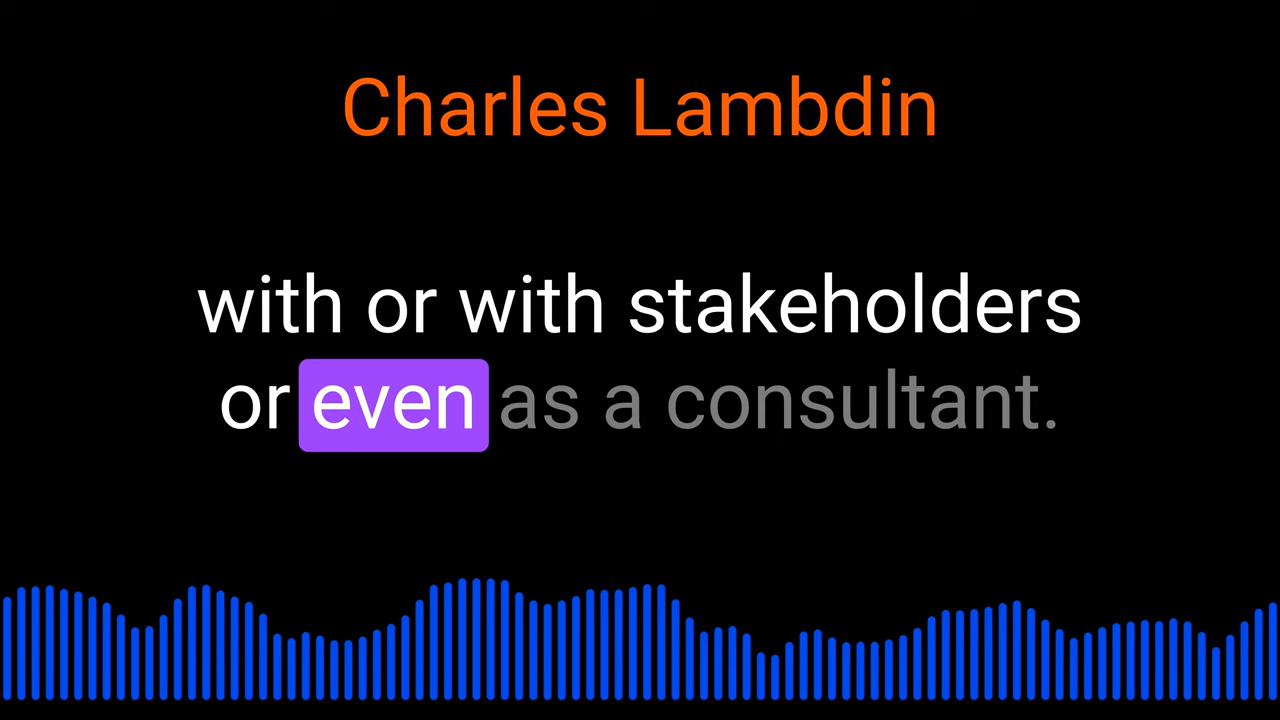 Charles Lambdin
with or with stakeholders
or even as a consultant.